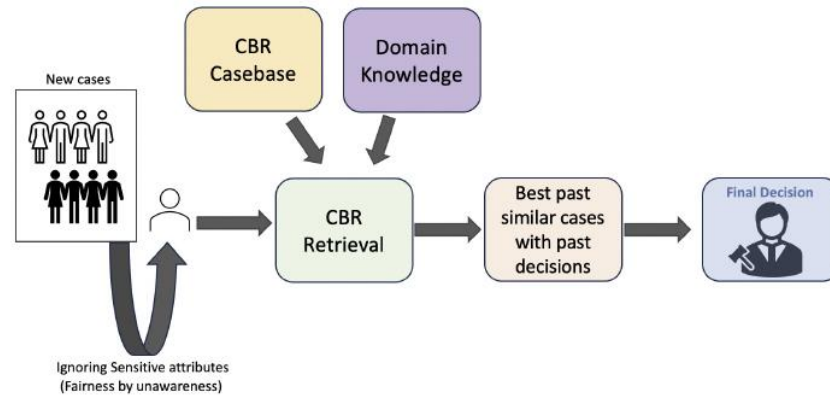 CBR
Casebase
Domain
Knowledge
New cases
CBR
Retrieval
Best past
similar cases
with past
decisions
Final Decision
Ignoring Sensitive attributes
(Fairness by unawareness)